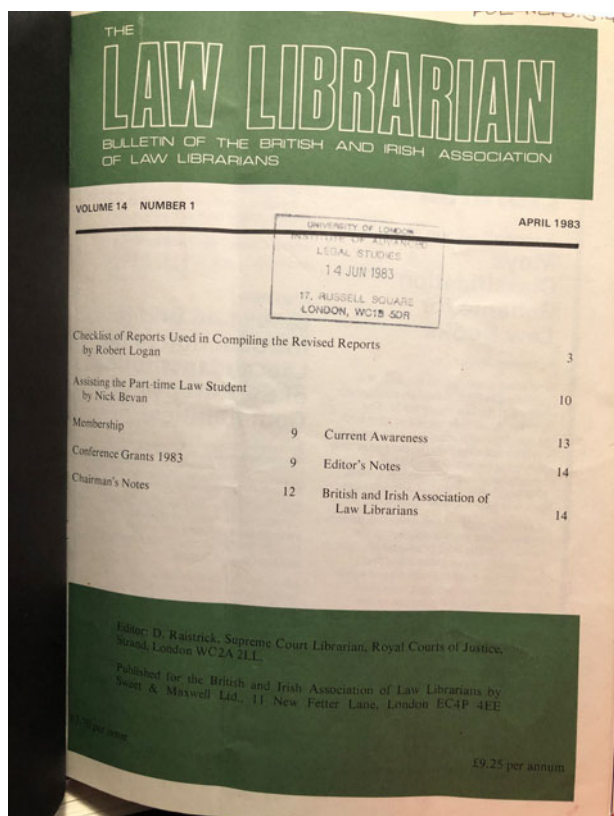 THE
LAW LIBRARIAN
BULLETIN OF THE BRITISH AND IRISH ASSOCIATION
OF LAW LIBRARIANS
VOLUME 14 NUMBER 1
APRIL 1983
UNIVERSITY OF LONDON
INSTITUTE OF ADVANCED
LEGAL STUDIES
14 JUN 1983
17, RUSSELL SQUARE
LONDON, WC1B 5DR
Checklist of Reports Used in Compiling the Revised Reports
by Robert Logan 3
Assisting the Part-time Law Student
by Nick Bevan 10
Membership 9
Conference Grants 1983 9
Chairman's Notes 12
Current Awareness 13
Editor's Notes 14
British and Irish Association of
Law Librarians 14
Editor: D. Raistrick, Supreme Court Librarian, Royal Courts of Justice,
Strand, London WC2A 2LL.
Published for the British and Irish Association of Law Librarians by
Sweet & Maxwell Ltd., 11 New Fetter Lane, London EC4P 4EE
per issue
£9.25 per annum